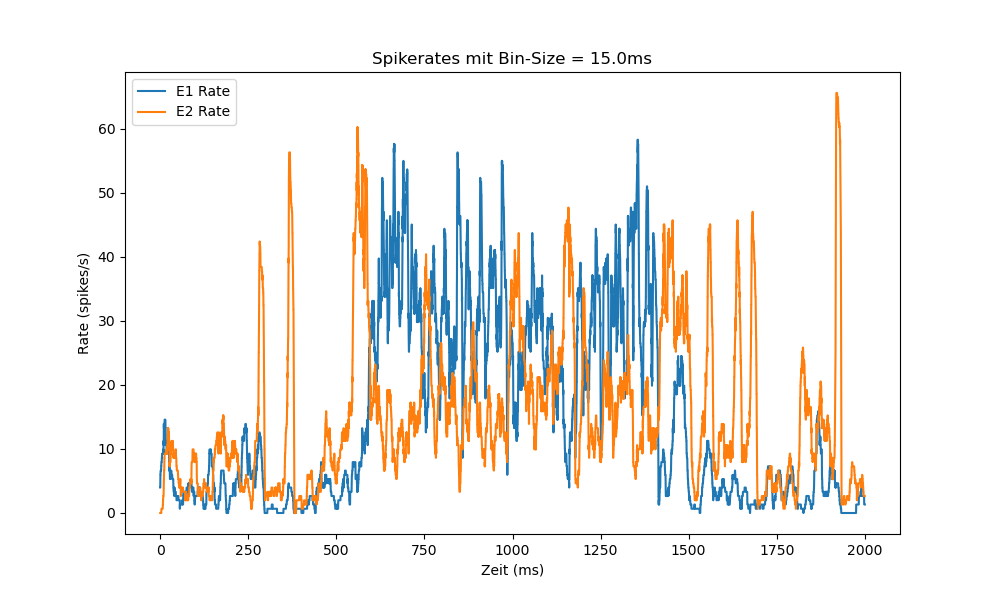 Spikerates mit Bin-Size = 15.0ms
E1 Rate
E2 Rate
Rate (spikes/s)
60
50
40
30
20
10
0
0 250 500 750 1000 1250 1500 1750 2000
Zeit (ms)